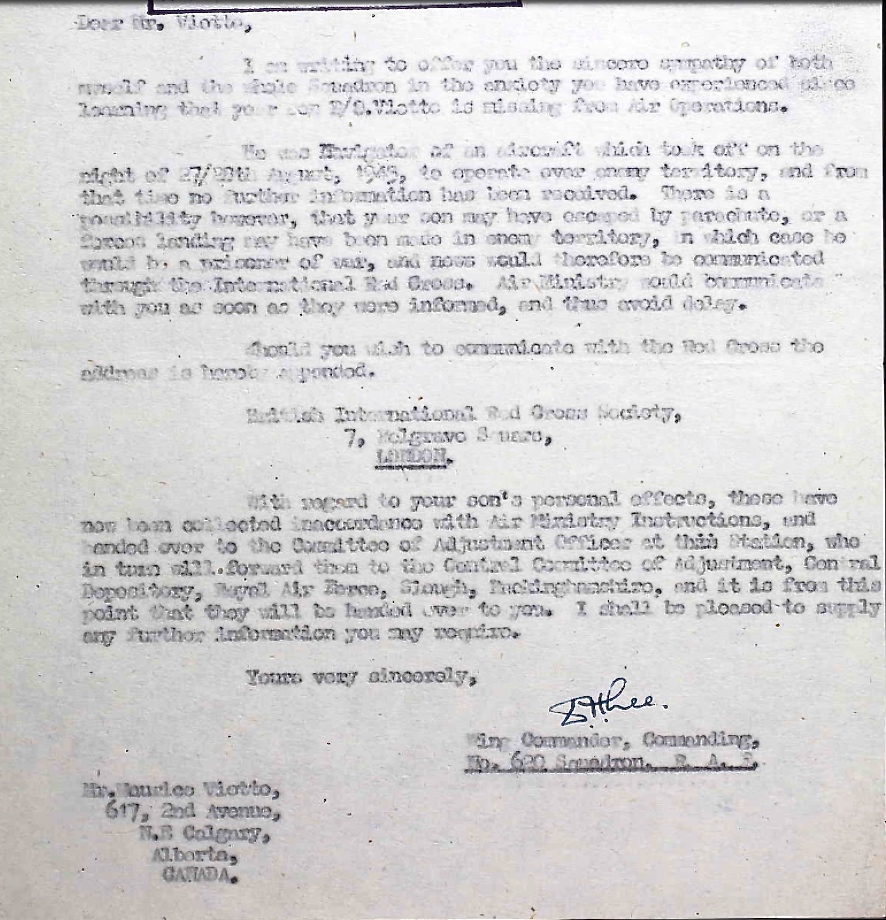 Dear Mr. Viotto,
I am writing to offer you the sincere sympathy of both
myself and the whole Squadron in the anxiety you have experienced since
learning that your son P/O.Viotto is missing from Air Operations.
He was Navigator of an aircraft which took off on the
night of 27/28th August, 1943, to operate over enemy territory, and from
that time no further information has been received. There is a
possibility however, that your son may have escaped by parachute, or a
forced landing may have been made in enemy territory, in which case he
would be a prisoner of war, and news would therefore be communicated
through the International Red Cross. Air Ministry would communicate
with you as soon as they were informed, and thus avoid delay.
Should you wish to communicate with the Red Cross the
address is hereby appended.
British International Red Cross Society,
7, Belgrave Square,
LONDON.
With regard to your son's personal effects, these have
now been collected inaccordance with Air Ministry Instructions, and
handed over to the Committee of Adjustment Officer at this Station, who
in turn will forward them to the Central Committee of Adjustment, Central
Depository, Royal Air Force, Slough, Buckinghamshire, and it is from this
point that they will be handed over to you. I shall be pleased to supply
any further information you may require.
Yours very sincerely,
DHLee.
Wing Commander, Commanding,
No. 620 Squadron. R. A. F.
Mr.Maurice Viotto,
617, 2nd Avenue,
N.E Calgary,
Alberta,
CANADA.